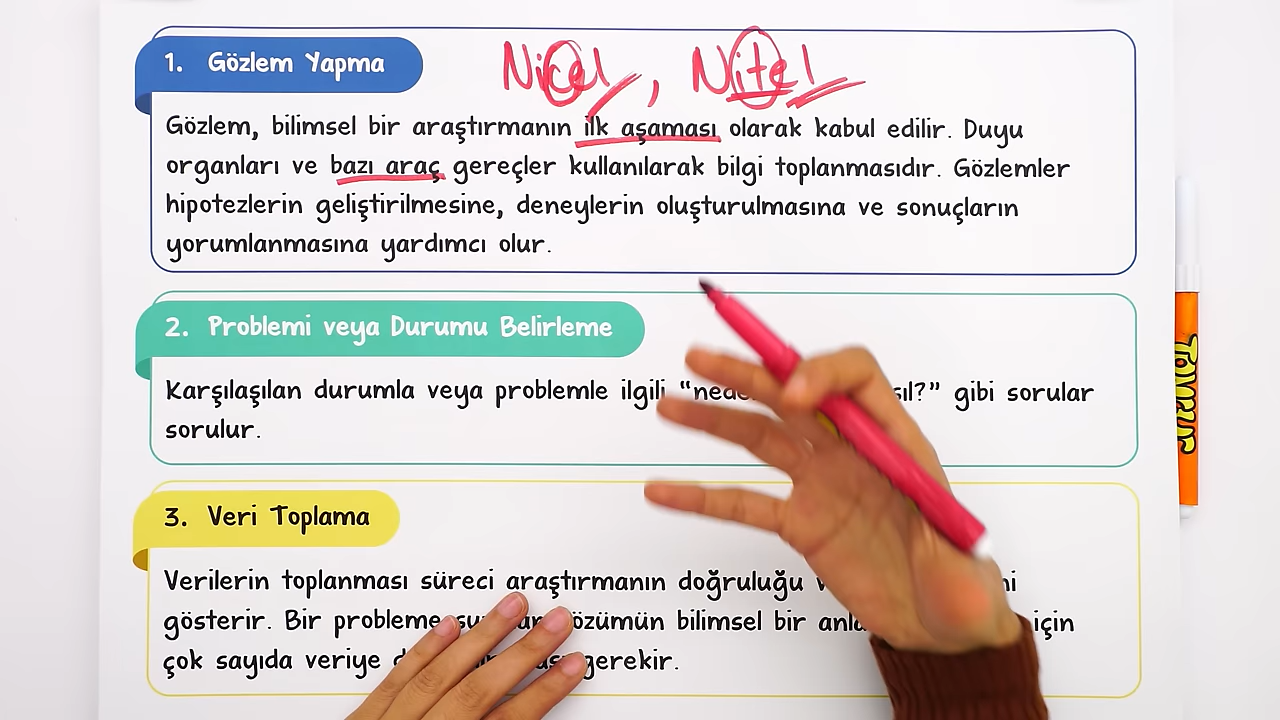 1. Gözlem Yapma
Nicel, Nitel
Gözlem, bilimsel bir araştırmanın ilk aşaması olarak kabul edilir. Duyu
organları ve bazı araç gereçler kullanılarak bilgi toplanmasıdır. Gözlemler
hipotezlerin geliştirilmesine, deneylerin oluşturulmasına ve sonuçların
yorumlanmasına yardımcı olur.
2. Problemi veya Durumu Belirleme
Karşılaşılan durumla veya problemle ilgili gibi sorular
sorulur.
3. Veri Toplama
Verilerin toplanması süreci araştırmanın doğruluğu
gösterir. Bir probleme bilimsel bir için
çok sayıda veriye gerekir.